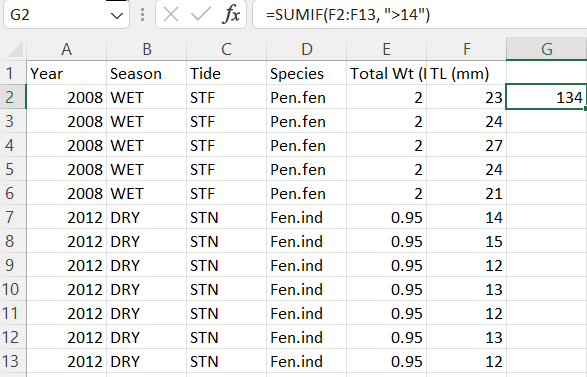 G2 fx =SUMIF(F2:F13, ">14")
A B C D E F G
1 Year Season Tide Species Total Wt (I TL (mm)
2 2008 WET STF Pen.fen 2 23 134
3 2008 WET STF Pen.fen 2 24
4 2008 WET STF Pen.fen 2 27
5 2008 WET STF Pen.fen 2 24
6 2008 WET STF Pen.fen 2 21
7 2012 DRY STN Fen.ind 0.95 14
8 2012 DRY STN Fen.ind 0.95 15
9 2012 DRY STN Fen.ind 0.95 12
10 2012 DRY STN Fen.ind 0.95 13
11 2012 DRY STN Fen.ind 0.95 12
12 2012 DRY STN Fen.ind 0.95 13
13 2012 DRY STN Fen.ind 0.95 12